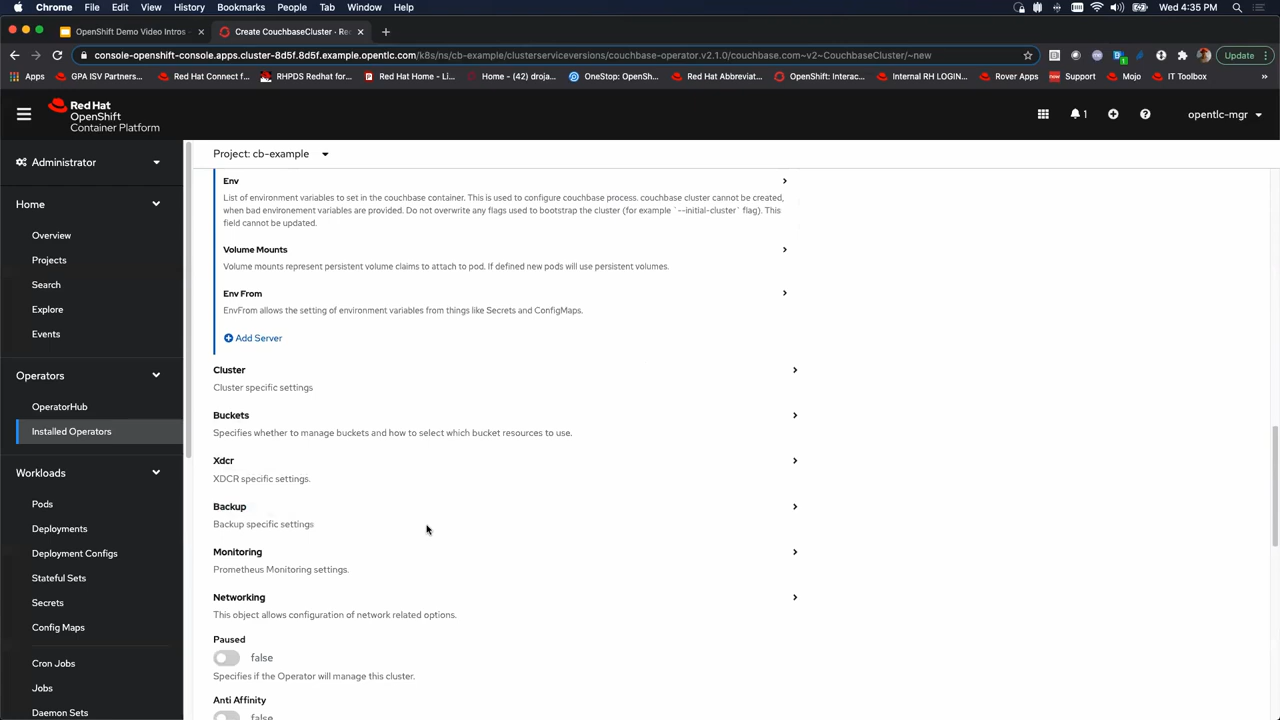 Chrome File Edit View History Bookmarks People Tab Window Help Wed 4:35 PM
OpenShift Demo Video Intros - Create CouchbaseCluster · Re
console-openshift-console.apps.cluster-8d5f.8d5f.example.opentlc.com/k8s/ns/cb-example/clusterserviceversions/couchbase-operator.v2.1.0/couchbase.com~v2~CouchbaseCluster/~new Update
Apps GPA ISV Partners... Red Hat Connect f... RHPDS Redhat for... Red Hat Home - Li... Home - (42) droja... OneStop: OpenSh... Red Hat Abbreviat... OpenShift: Interac... Internal RH LOGIN... Rover Apps Support Mojo IT Toolbox »
Red Hat
OpenShift
Container Platform
1
opentlc-mgr
Administrator
Home
Overview
Projects
Search
Explore
Events
Operators
OperatorHub
Installed Operators
Workloads
Pods
Deployments
Deployment Configs
Stateful Sets
Secrets
Config Maps
Cron Jobs
Jobs
Daemon Sets
Project: cb-example
Env
List of environment variables to set in the couchbase container. This is used to configure couchbase process. couchbase cluster cannot be created,
when bad environement variables are provided. Do not overwrite any flags used to bootstrap the cluster (for example `--initial-cluster` flag). This
field cannot be updated.
Volume Mounts
Volume mounts represent persistent volume claims to attach to pod. If defined new pods will use persistent volumes.
Env From
EnvFrom allows the setting of environment variables from things like Secrets and ConfigMaps.
Add Server
Cluster
Cluster specific settings
Buckets
Specifies whether to manage buckets and how to select which bucket resources to use.
Xdcr
XDCR specific settings.
Backup
Backup specific settings
Monitoring
Prometheus Monitoring settings.
Networking
This object allows configuration of network related options.
Paused
false
Specifies if the Operator will manage this cluster.
Anti Affinity
false